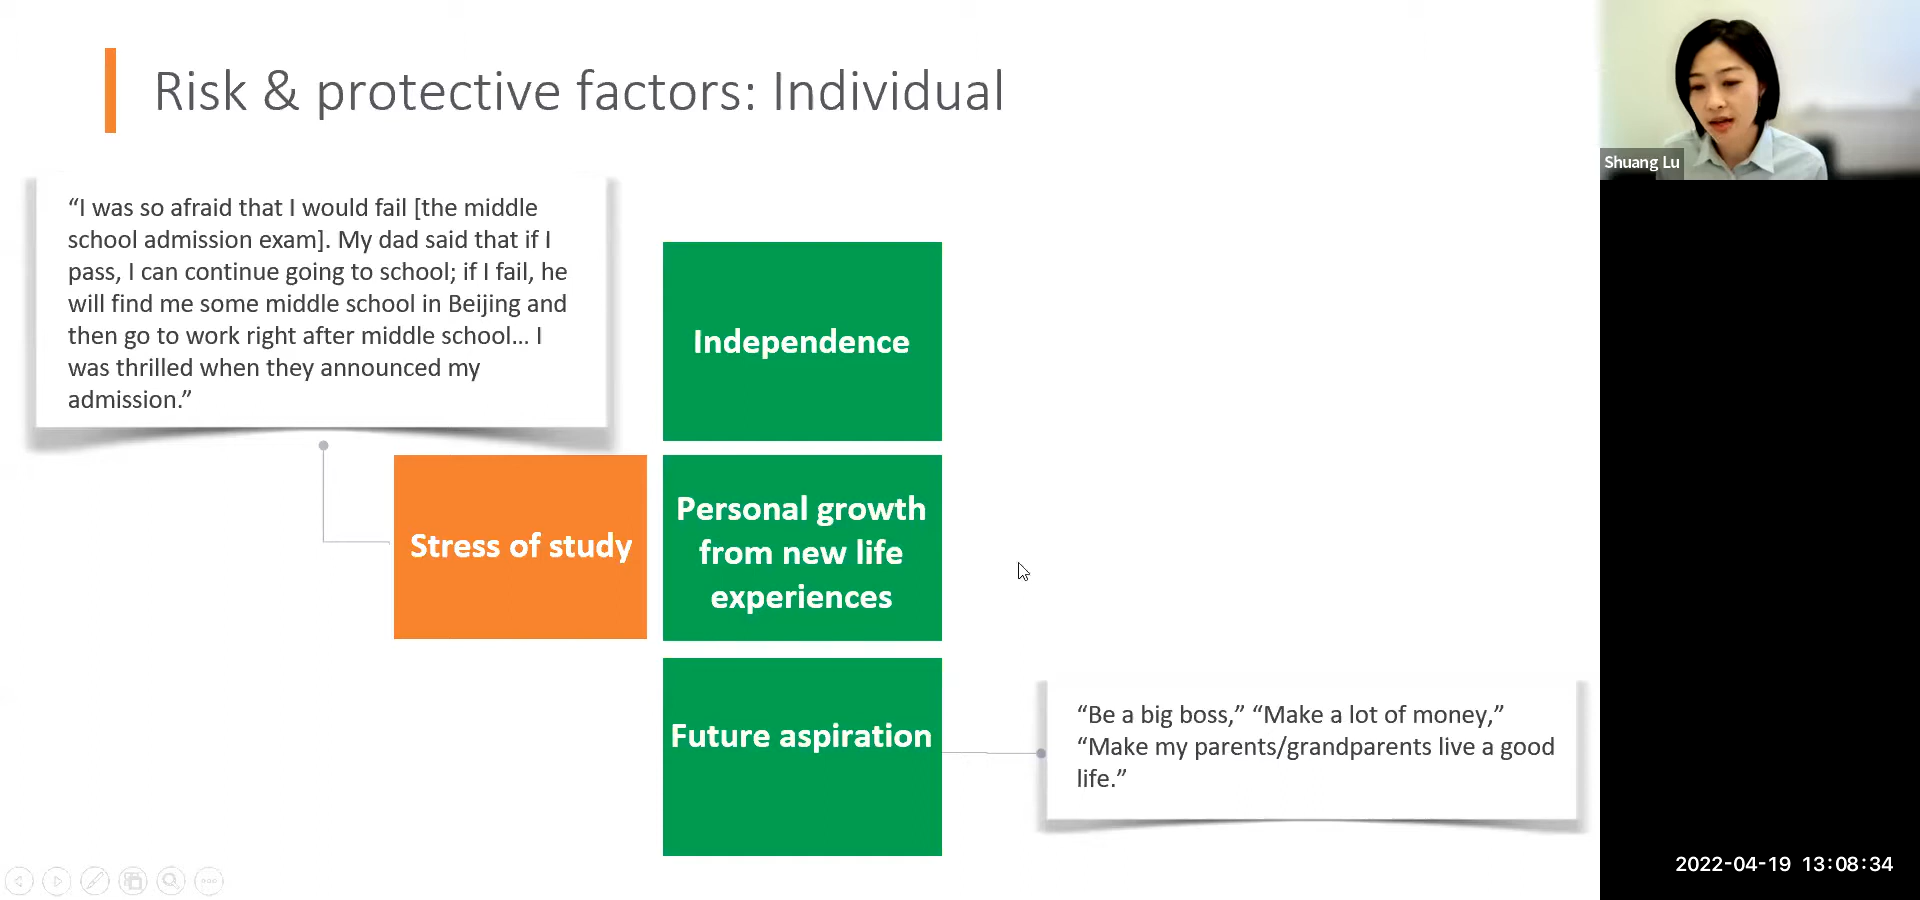 Risk & protective factors: Individual
“I was so afraid that I would fail [the middle
school admission exam]. My dad said that if I
pass, I can continue going to school; if I fail, he
will find me some middle school in Beijing and
then go to work right after middle school… I
was thrilled when they announced my
admission.”
Independence
Stress of study
Personal growth
from new life
experiences
Future aspiration
“Be a big boss,” “Make a lot of money,”
“Make my parents/grandparents live a good
life.”
Shuang Lu
2022-04-19 13:08:34